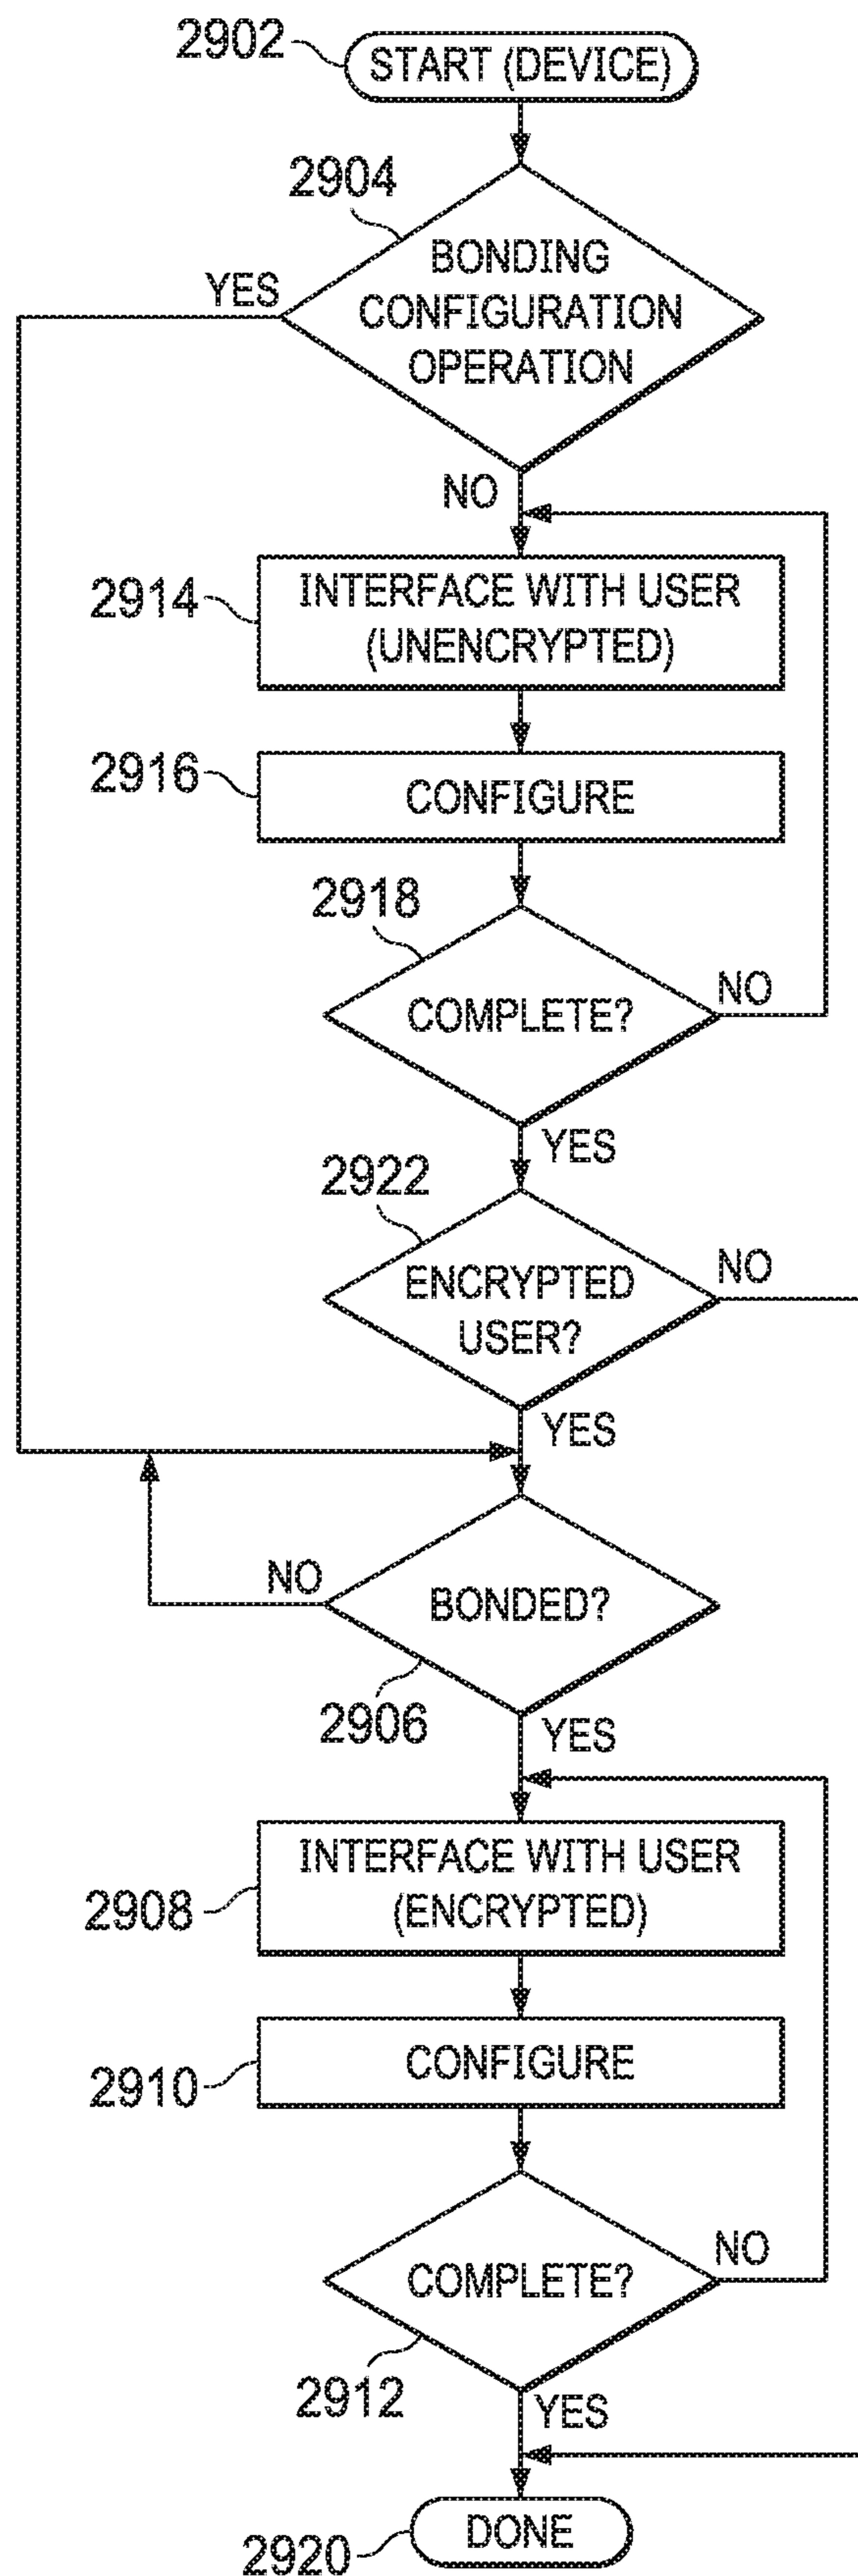 2902
START (DEVICE)
2904
BONDING
CONFIGURATION
OPERATION
YES
NO
2914
INTERFACE WITH USER
(UNENCRYPTED)
2916
CONFIGURE
2918
COMPLETE?
NO
YES
2922
ENCRYPTED
USER?
NO
YES
BONDED?
NO
2906
YES
2908
INTERFACE WITH USER
(ENCRYPTED)
2910
CONFIGURE
COMPLETE?
NO
2912
YES
2920
DONE